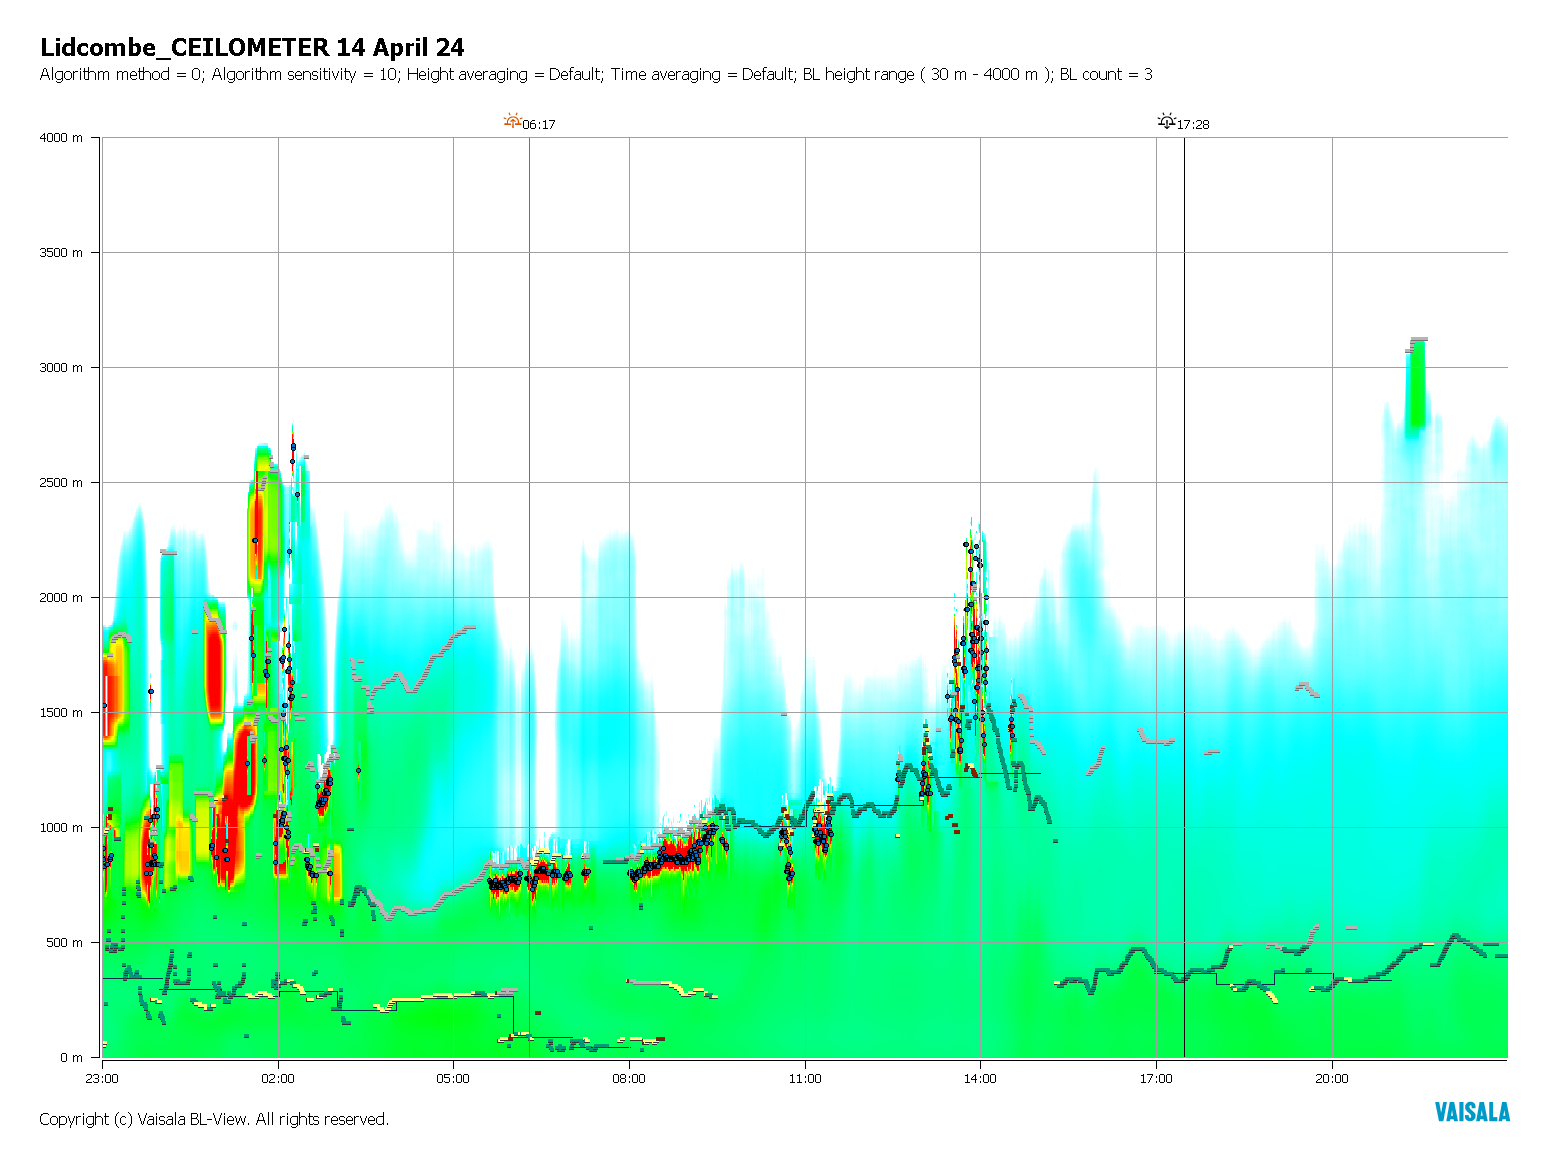 Lidcombe_CEILOMETER 14 April 24
Algorithm method = 0; Algorithm sensitivity = 10; Height averaging = Default; Time averaging = Default; BL height range ( 30 m - 4000 m ); BL count = 3
06:17
17:28
4000 m
3500 m
3000 m
2500 m
2000 m
1500 m
1000 m
500 m
0 m
23:00
02:00
05:00
08:00
11:00
14:00
17:00
20:00
Copyright (c) Vaisala BL-View. All rights reserved.
VAISALA